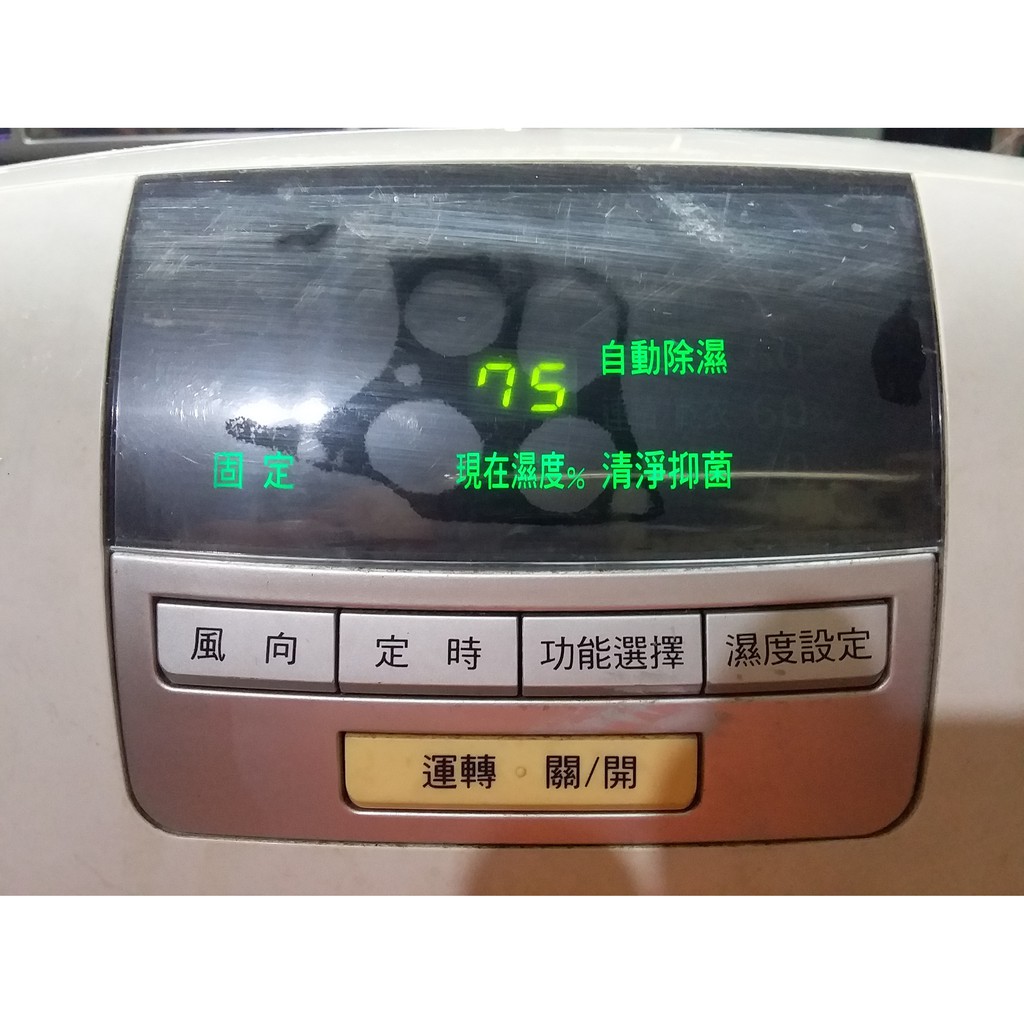 自動除濕
75
固定 現在濕度% 清淨抑菌
風向 定時 功能選擇 濕度設定
運轉 關/開